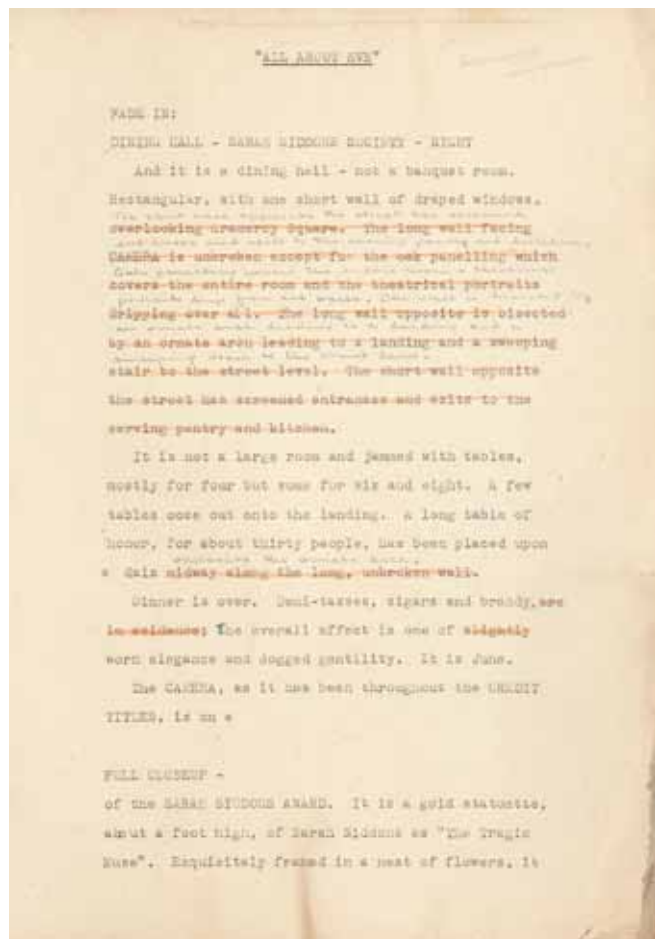 "ALL ABOUT EVE"
FADE IN:
DINING HALL - SARAH SIDDONS SOCIETY - NIGHT
And it is a dining hall - not a banquet room.
Rectangular, with one short wall of draped windows,
overlooking Gramercy Square. The long wall facing
CAMERA is unbroken except for the oak panelling which
covers the entire room and the theatrical portraits
dripping over all. The long wall opposite is bisected
by an ornate arch leading to a landing and a sweeping
stair to the street level. The short wall opposite
the street has screened entrances and exits to the
serving pantry and kitchen.
It is not a large room and jammed with tables,
mostly for four but some for six and eight. A few
tables ooze out onto the landing. A long table of
honor, for about thirty people, has been placed upon
opposite the ornate arch.
a dais midway along the long, unbroken wall.
Dinner is over. Demi-tasses, cigars and brandy, are
in evidence; The overall effect is one of slightly
worn elegance and dogged gentility. It is June.
The CAMERA, as it has been throughout the CREDIT
TITLES, is on a
FULL CLOSEUP -
of the SARAH SIDDONS AWARD. It is a gold statuette,
about a foot high, of Sarah Siddons as "The Tragic
Muse". Exquisitely framed in a nest of flowers, it